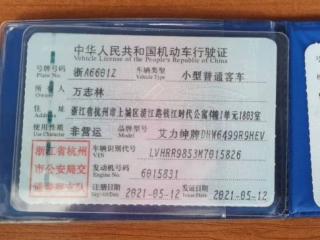 中华人民共和国机动车行驶证
Vehicle License of the People's Republic of China
号牌号码 浙A6601Z 车辆类型 小型普通客车
Plate No. Vehicle Type
所有人 万志林
Owner
住址 浙江省杭州市上城区望江路钱江时代公寓4幢1单元1803室
Address
使用性质 非营运 品牌型号 艾力绅牌DHW6499R9HEV
Use Character Model
浙江省杭州 车辆识别代号 LVHRR9853M7015826
VIN
市公安局交 发动机号码 6015831
Engine No.
通警察支队 注册日期 2021-05-12 发证日期 2021-05-12
Register Date Issue Date